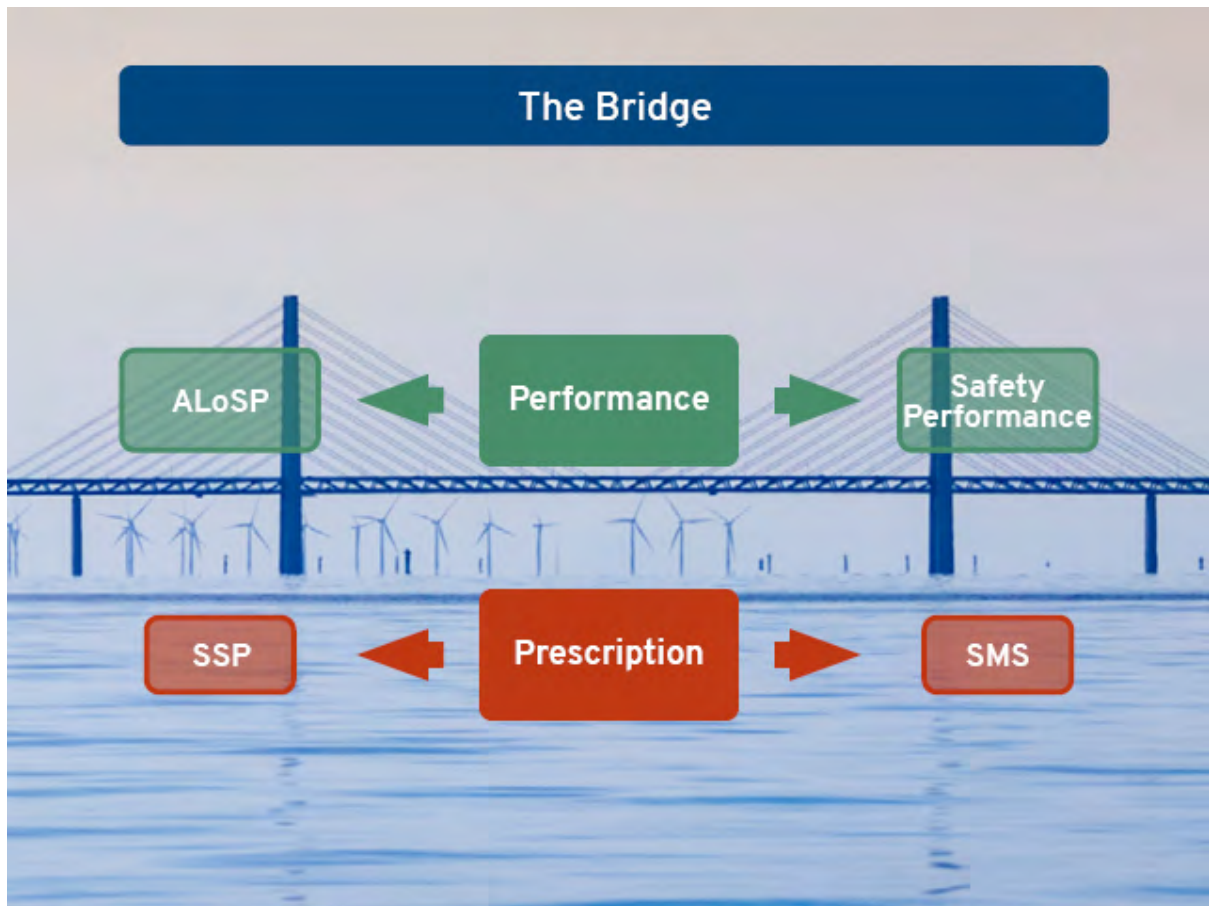 The Bridge
ALoSP
Performance
Safety
Performance
SSP
Prescription
SMS